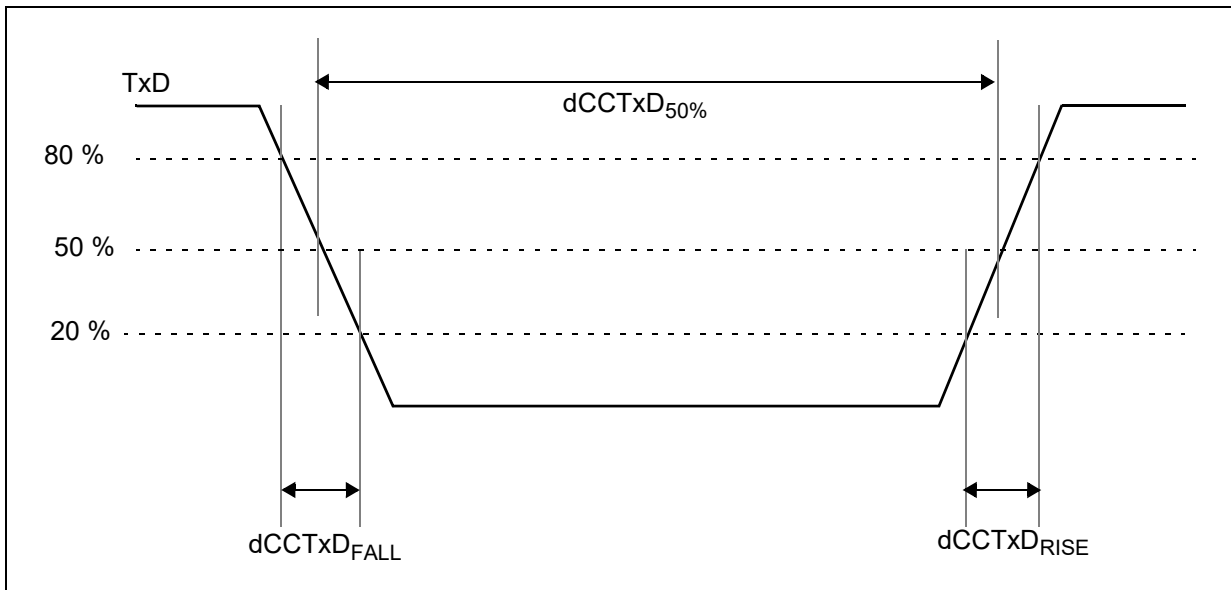 TxD
dCCTxD50%
80 %
50 %
20 %
dCCTxDFALL
dCCTxDRISE